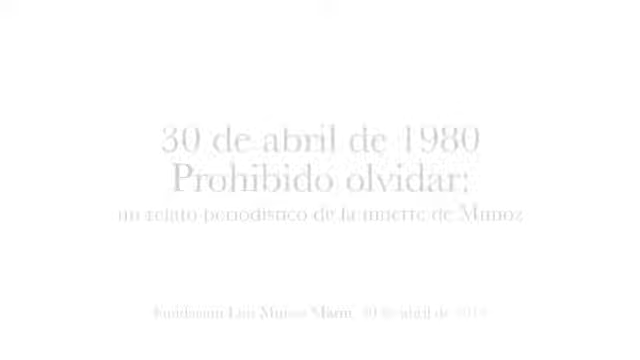 30 de abril de 1980
Prohibido olvidar:
un relato periodístico de la muerte de Muñoz
Fundación Luis Muñoz Marín, 30 de abril de